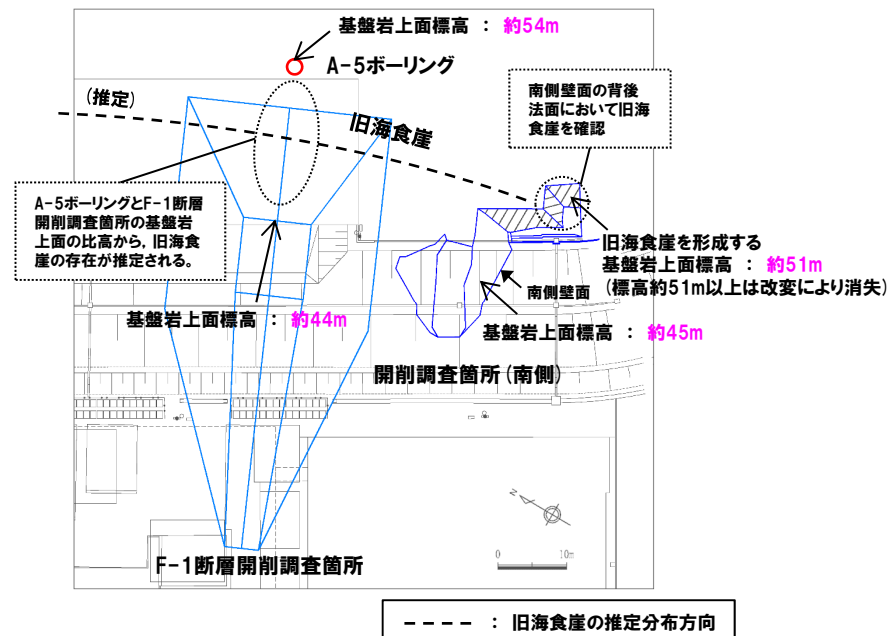 基盤岩上面標高 : 約54m
A-5ボーリング
(推定)
旧海食崖
南側壁面の背後
法面において旧海
食崖を確認
A-5ボーリングとF-1断層
開削調査箇所の基盤岩
上面の比高から，旧海食
崖の存在が推定される。
旧海食崖を形成する
基盤岩上面標高 : 約51m
(標高約51m以上は改変により消失)
南側壁面
基盤岩上面標高 : 約44m
基盤岩上面標高 : 約45m
開削調査箇所(南側)
N
0 10m
F-1断層開削調査箇所
: 旧海食崖の推定分布方向